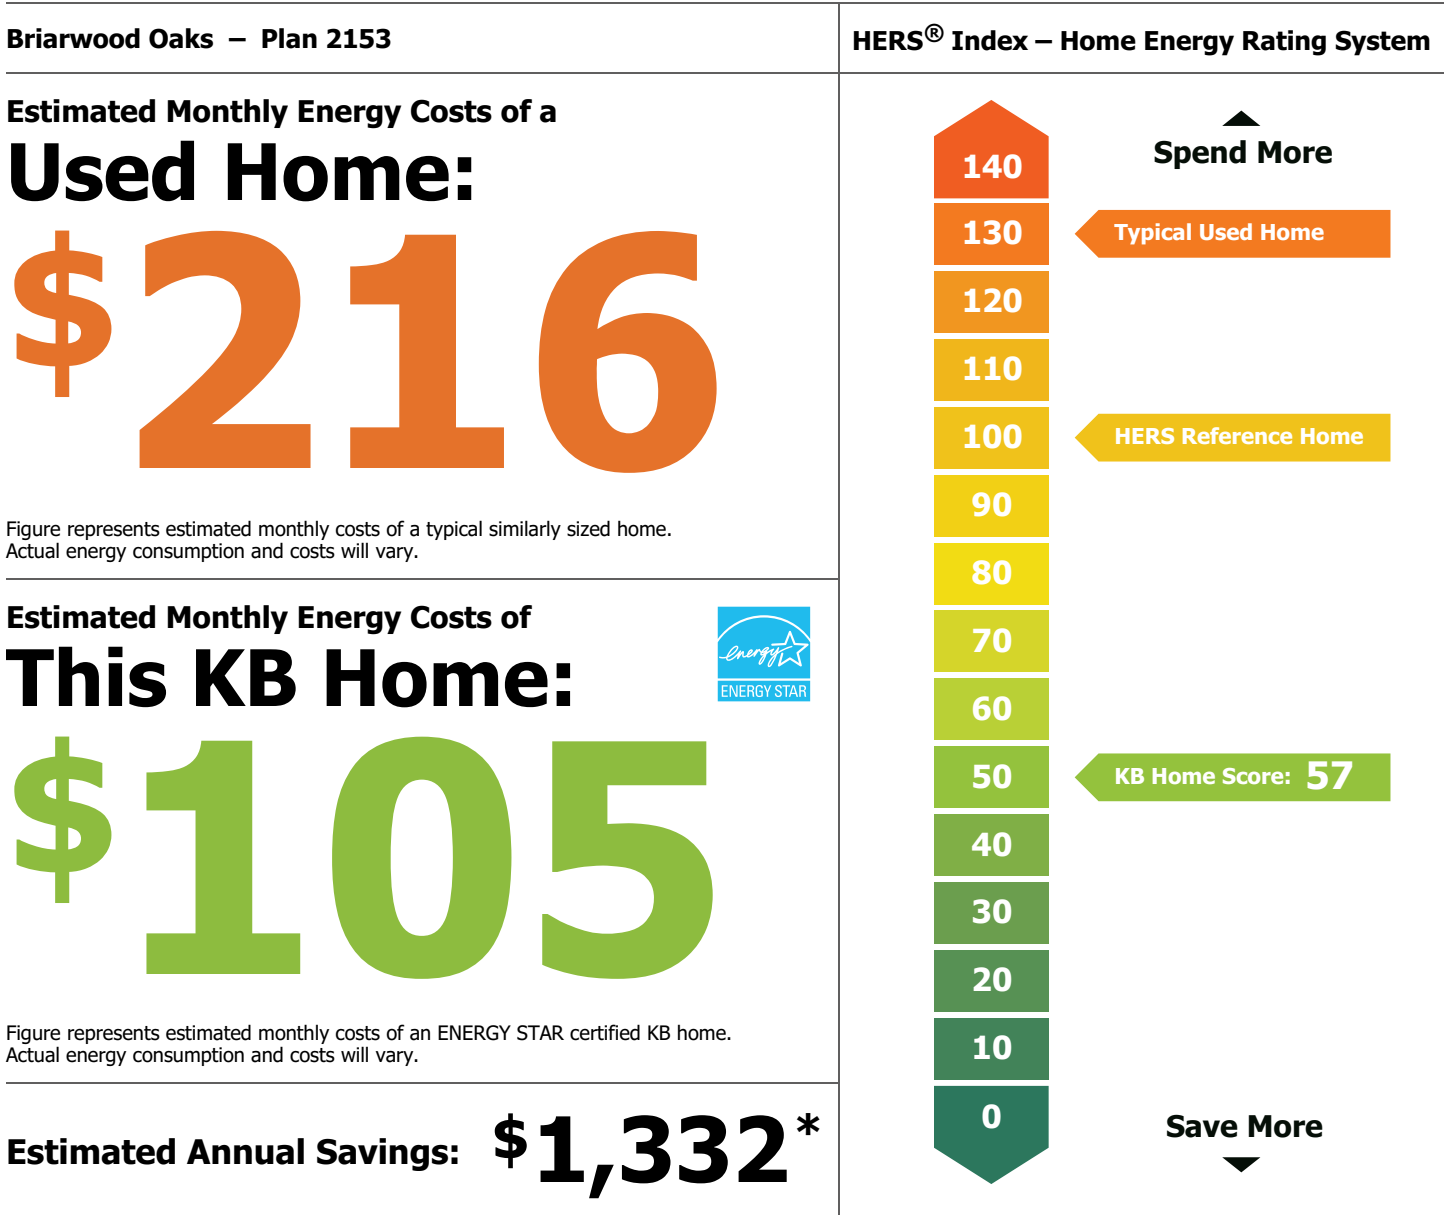 Briarwood Oaks – Plan 2153
Estimated Monthly Energy Costs of a
Used Home:
$216
Figure represents estimated monthly costs of a typical similarly sized home.
Actual energy consumption and costs will vary.
Estimated Monthly Energy Costs of
This KB Home:
energy
ENERGY STAR
$105
Figure represents estimated monthly costs of an ENERGY STAR certified KB home.
Actual energy consumption and costs will vary.
Estimated Annual Savings: $1,332*
HERS® Index – Home Energy Rating System
Spend More
140
130 Typical Used Home
120
110
100 HERS Reference Home
90
80
70
60
50 KB Home Score: 57
40
30
20
10
0
Save More